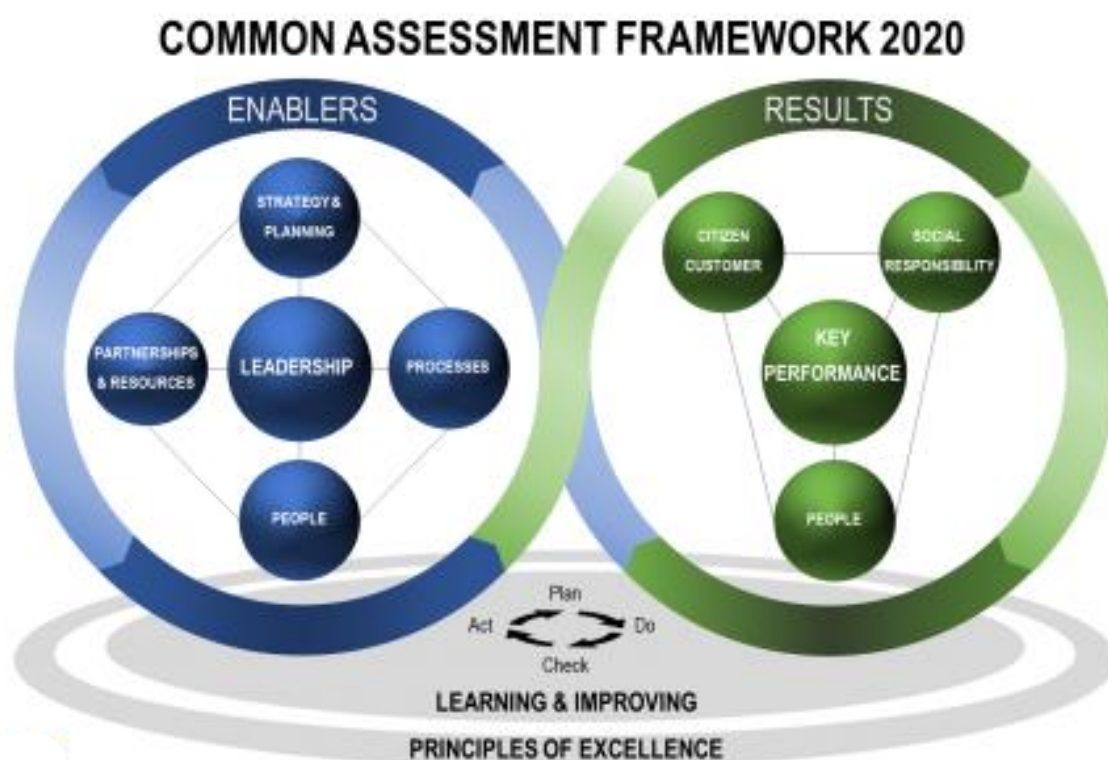 COMMON ASSESSMENT FRAMEWORK 2020
ENABLERS
STRATEGY &
PLANNING
PARTNERSHIPS
& RESOURCES
LEADERSHIP
PROCESSES
PEOPLE
RESULTS
CITIZEN
CUSTOMER
SOCIAL
RESPONSIBILITY
KEY
PERFORMANCE
PEOPLE
Plan
Act
Do
Check
LEARNING & IMPROVING
PRINCIPLES OF EXCELLENCE